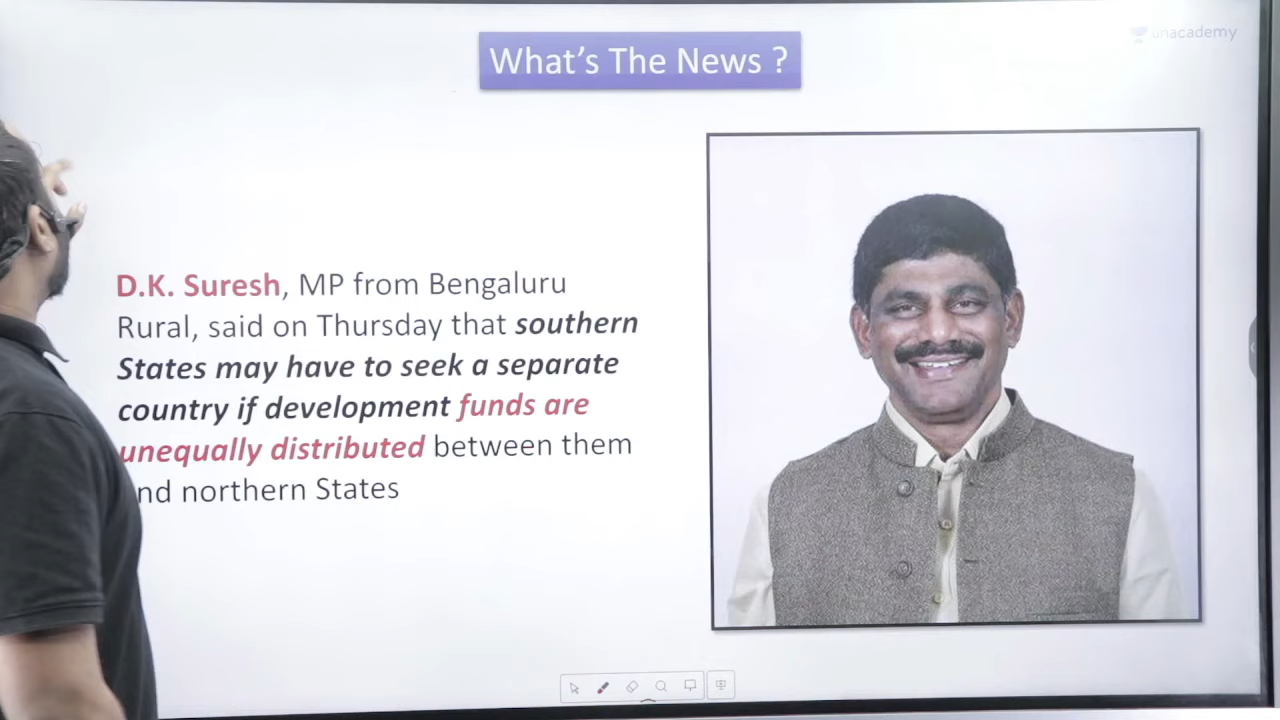 What's The News ?
unacademy
D.K. Suresh, MP from Bengaluru
Rural, said on Thursday that southern
States may have to seek a separate
country if development funds are
unequally distributed between them
nd northern States